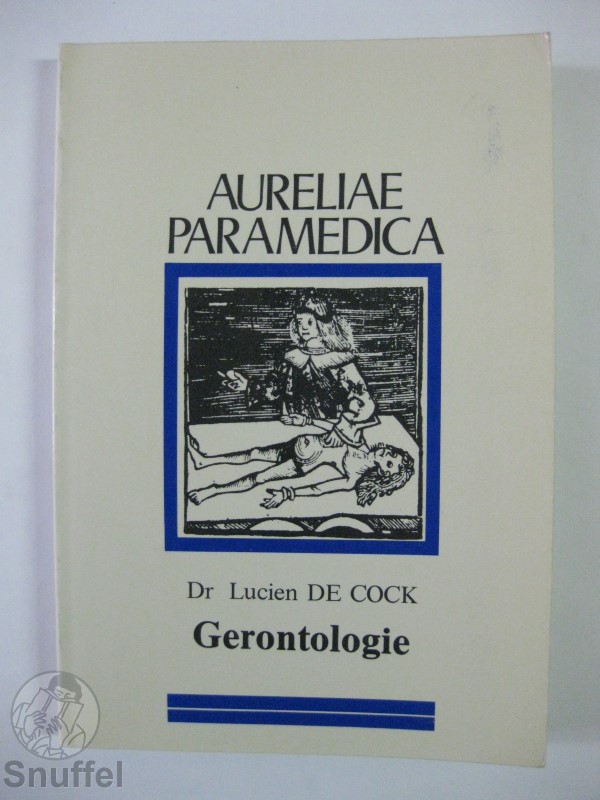 AURELIAE
PARAMEDICA
Dr Lucien DE COCK
Gerontologie
Snuffel